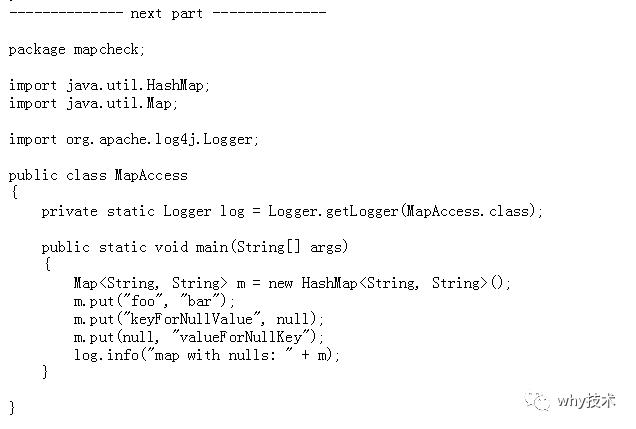 -------------- next part --------------
package mapcheck;
import java.util.HashMap;
import java.util.Map;
import org.apache.log4j.Logger;
public class MapAccess
{
    private static Logger log = Logger.getLogger(MapAccess.class);
    public static void main(String[] args)
    {
        Map<String, String> m = new HashMap<String, String>();
        m.put("foo", "bar");
        m.put("keyForNullValue", null);
        m.put(null, "valueForNullKey");
        log.info("map with nulls: " + m);
    }
}
why技术